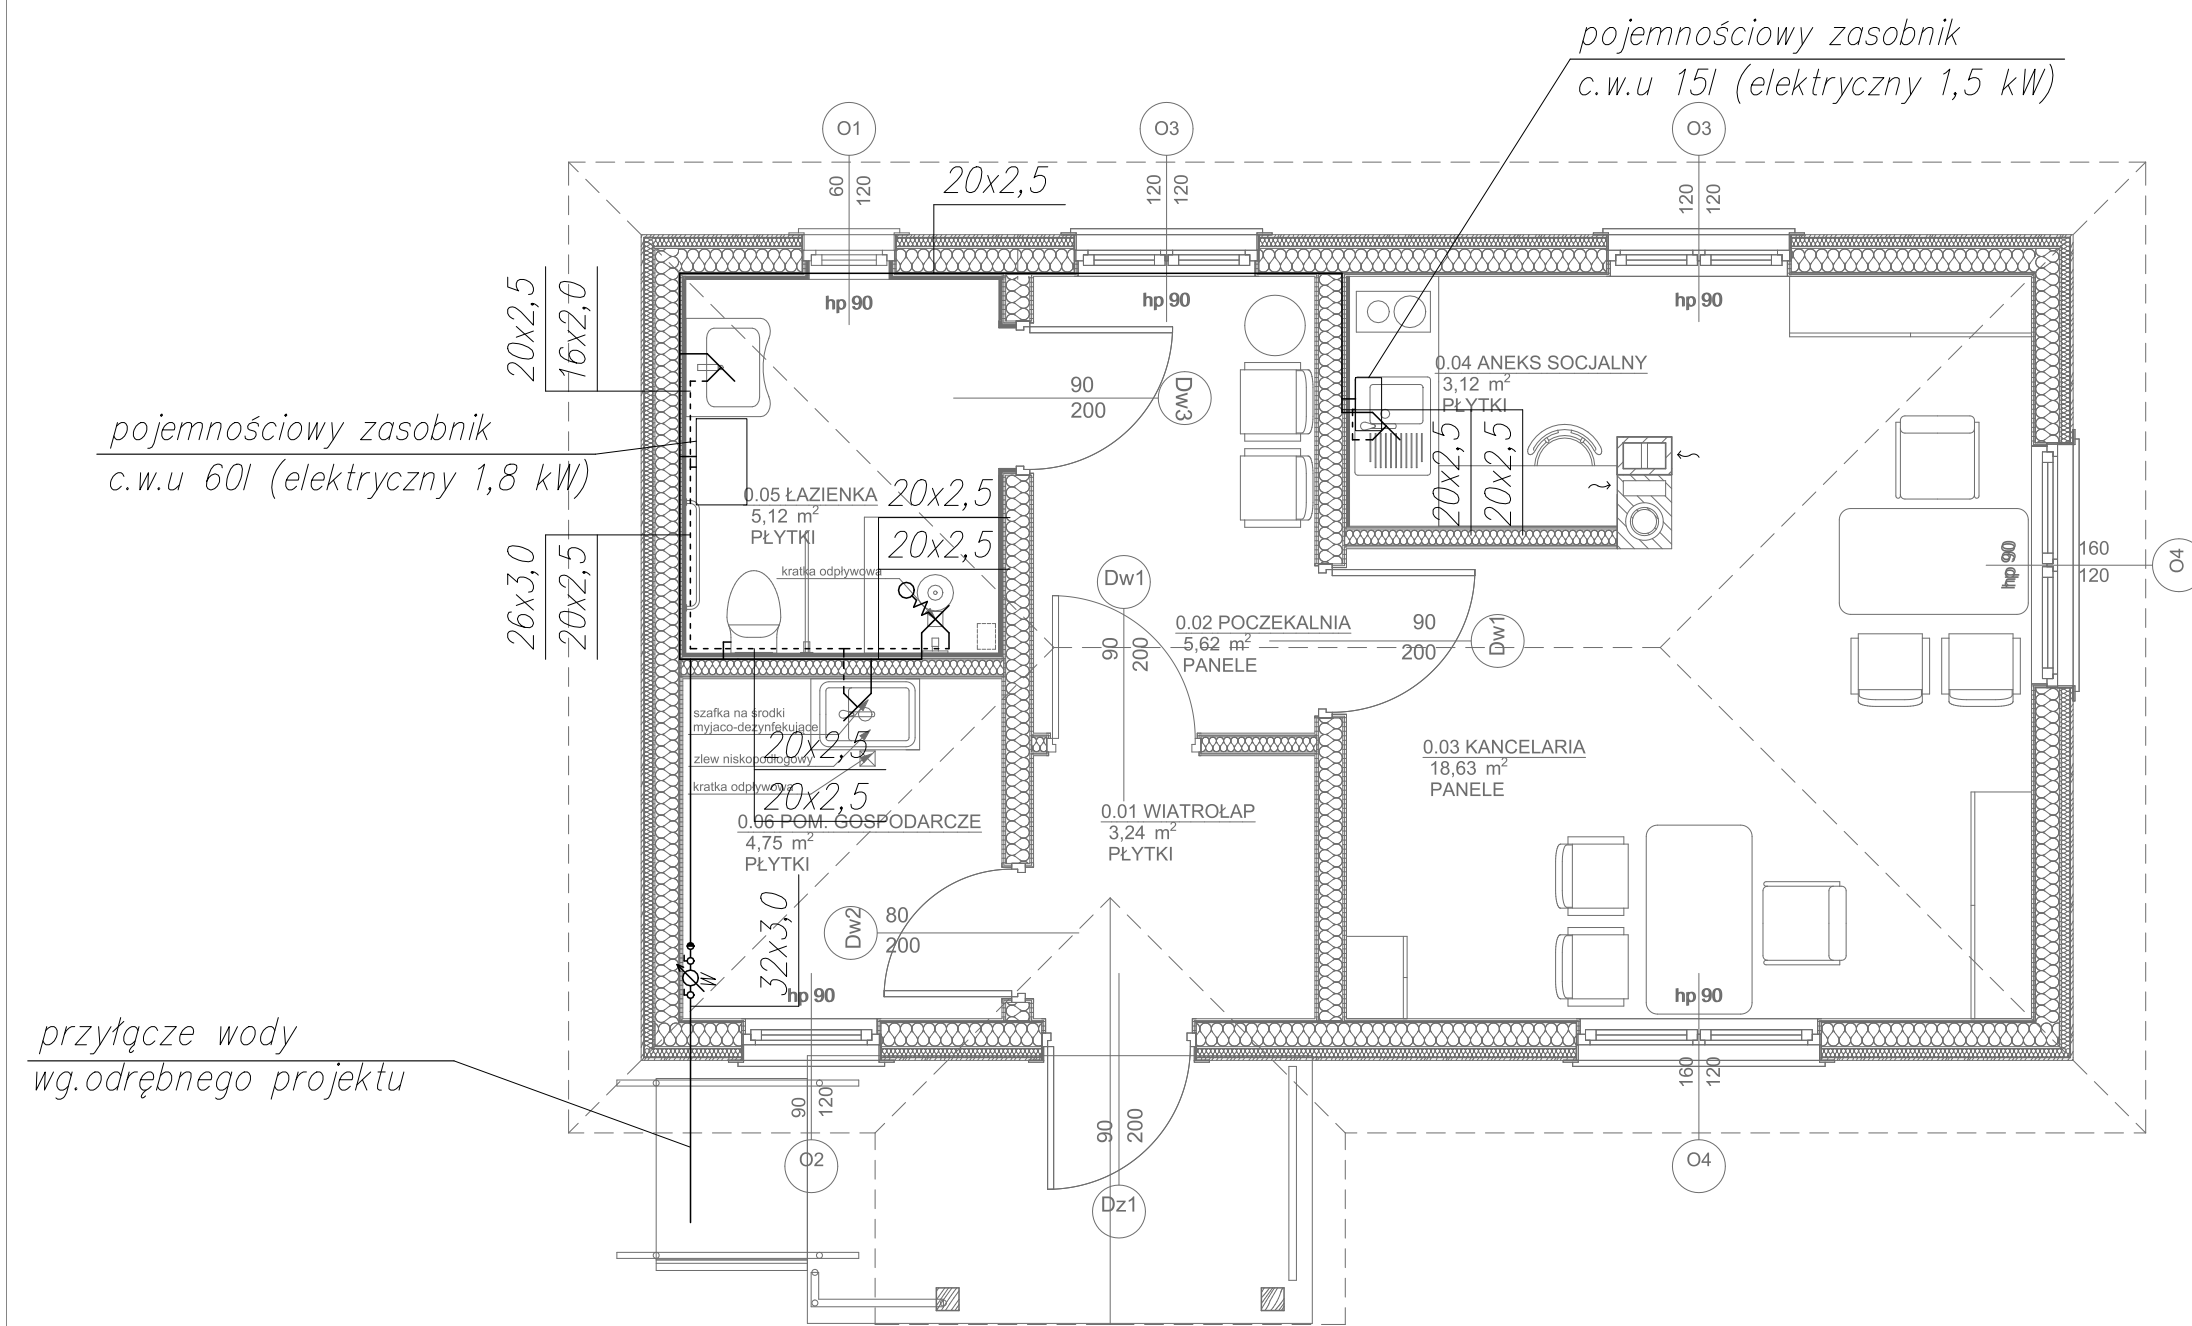 pojemnościowy zasobnik
c.w.u 15l (elektryczny 1,5 kW)
O1
O3
O3
60
120
120
120
120
120
20x2,5
20x2,5
16x2,0
hp 90
hp 90
hp 90
90
200
Dw3
0.04 ANEKS SOCJALNY
3,12 m²
PŁYTKI
20x2,5
20x2,5
pojemnościowy zasobnik
c.w.u 60l (elektryczny 1,8 kW)
0.05 ŁAZIENKA
5,12 m²
PŁYTKI
20x2,5
20x2,5
kratka odpływowa
26x3,0
20x2,5
Dw1
90
200
0.02 POCZEKALNIA
5,62 m²
PANELE
90
200
Dw1
hp 90
160
120
O4
szafka na środki
myjaco-dezynfekujące
zlew niskopodłogowy
kratka odpływowa
20x2,5
20x2,5
0.06 POM. GOSPODARCZE
4,75 m²
PŁYTKI
0.01 WIATROŁAP
3,24 m²
PŁYTKI
0.03 KANCELARIA
18,63 m²
PANELE
Dw2
80
200
32x3,0
W
hp 90
hp 90
przyłącze wody
wg.odrębnego projektu
90
120
O2
90
200
Dz1
160
120
O4